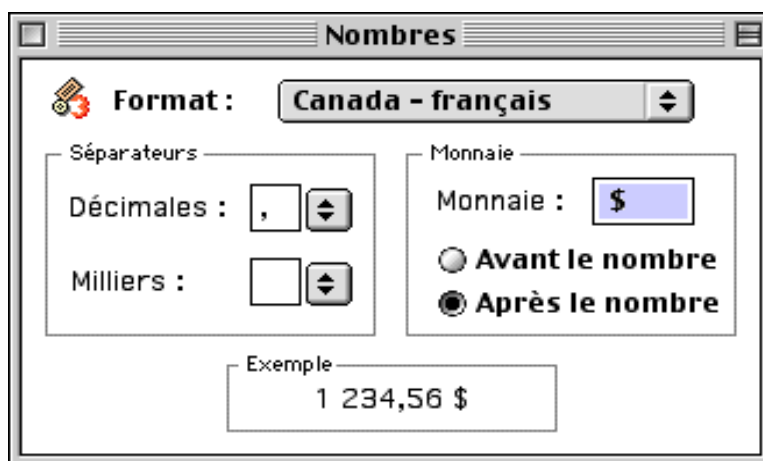 Nombres
Format :
Canada – français
Séparateurs
Décimales :
,
Milliers :
Monnaie
Monnaie :
$
Avant le nombre
Après le nombre
Exemple
1 234,56 $